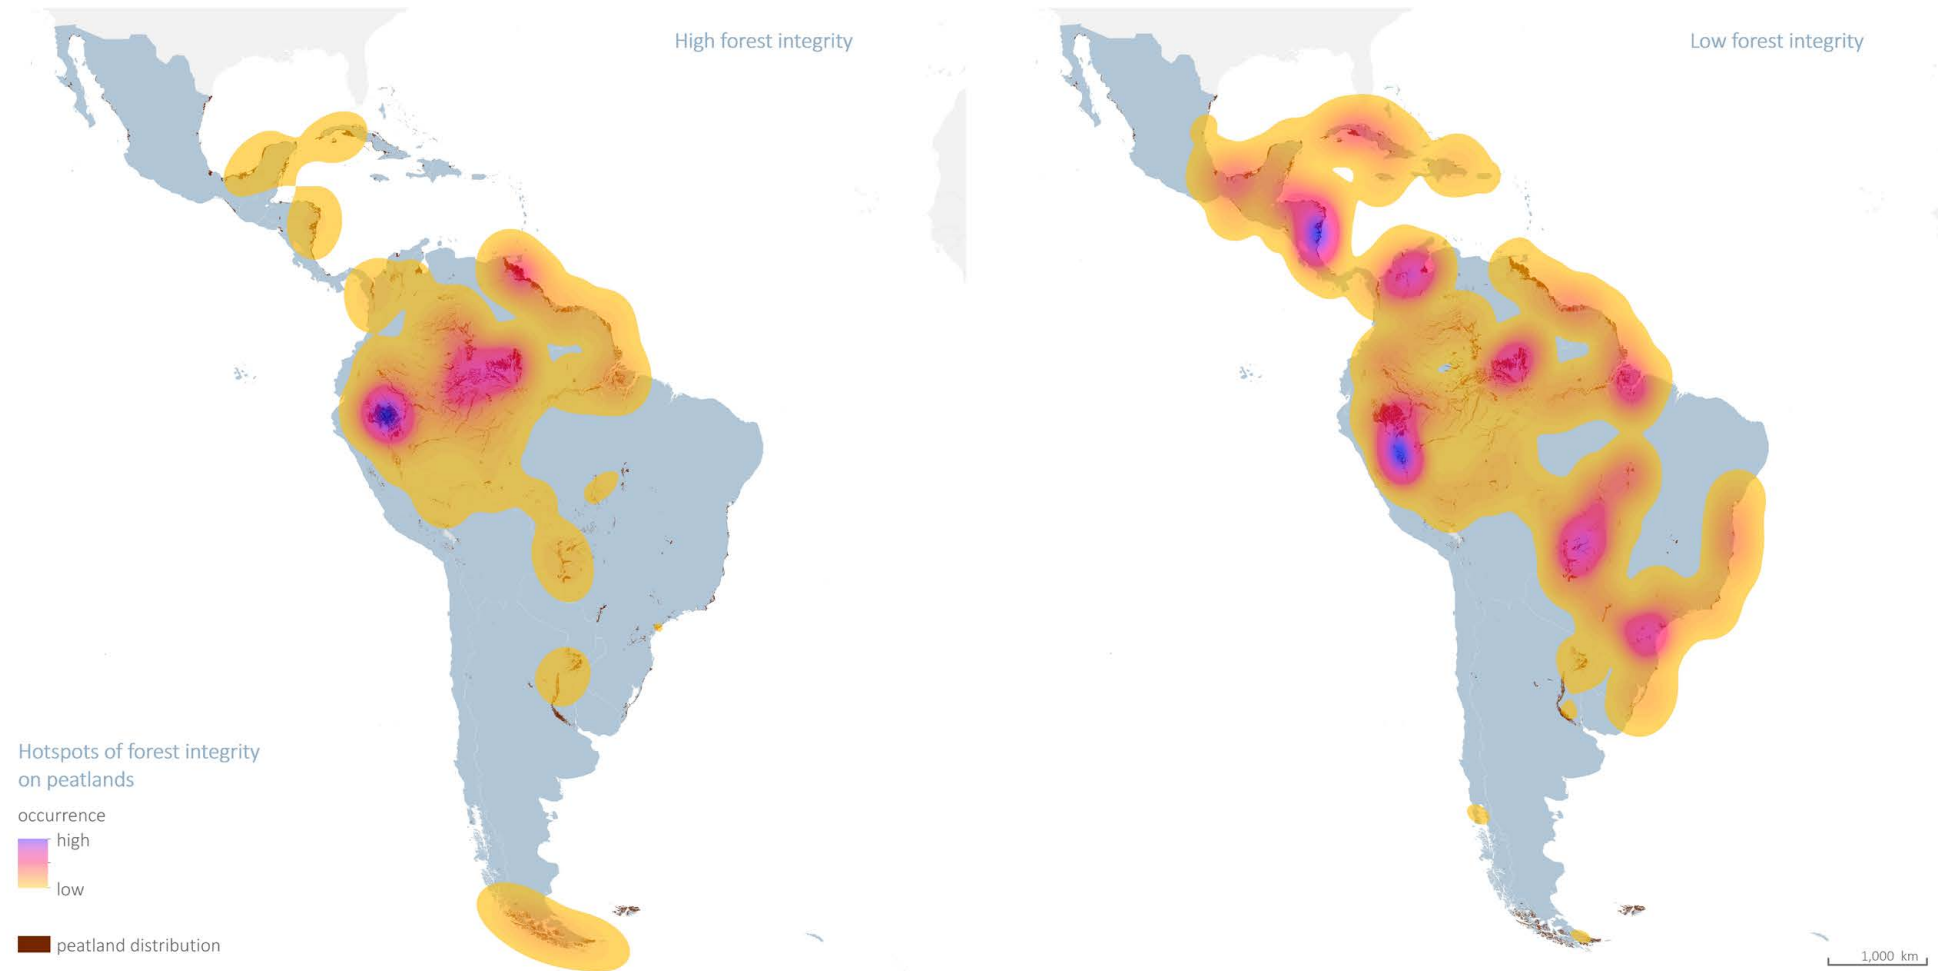 High forest integrity
Low forest integrity
Hotspots of forest integrity
on peatlands
occurrence
high
low
peatland distribution
1,000 km